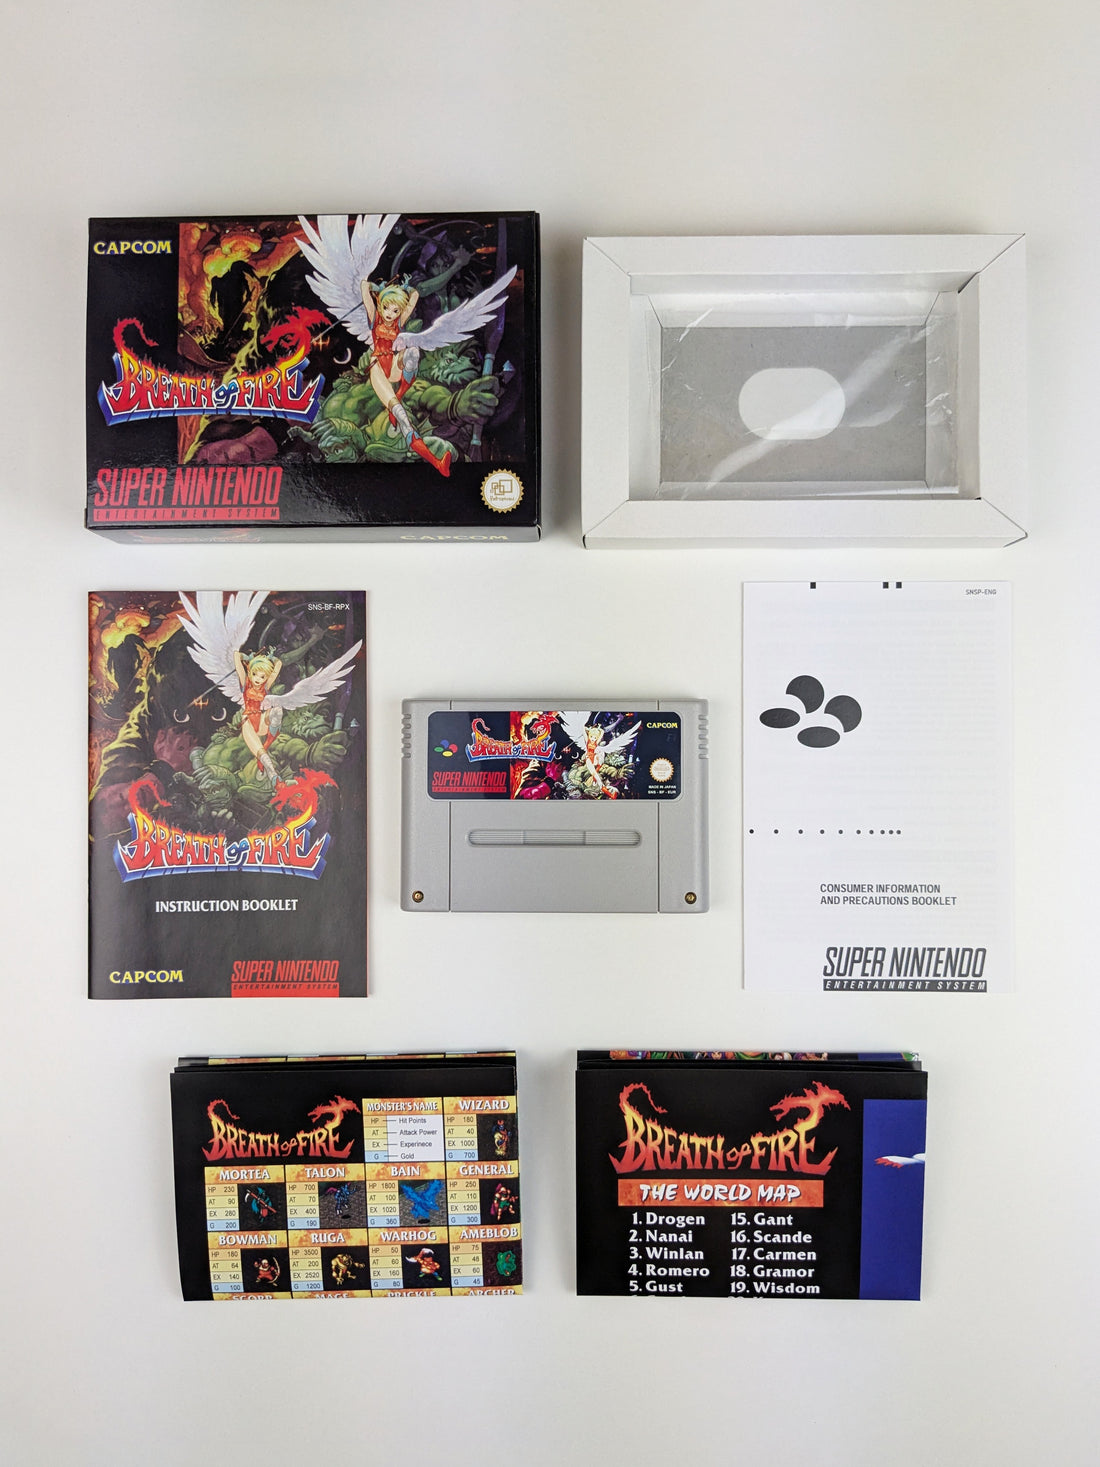 CAPCOM
BREATH of FIRE
SUPER NINTENDO
ENTERTAINMENT SYSTEM
CAPCOM
SNS-BF-RPX
BREATH of FIRE
INSTRUCTION BOOKLET
CAPCOM
SUPER NINTENDO
ENTERTAINMENT SYSTEM
BREATH of FIRE
CAPCOM
SUPER NINTENDO
ENTERTAINMENT SYSTEM
MADE IN JAPAN
SNS - BF - EUR
SNSP-ENG
CONSUMER INFORMATION
AND PRECAUTIONS BOOKLET
SUPER NINTENDO
ENTERTAINMENT SYSTEM
BREATH of FIRE
MONSTER'S NAME
HP Hit Points
AT Attack Power
EX Experinece
G Gold
WIZARD
HP 180
AT 40
EX 1000
G 700
MORTEA
HP 230
AT 90
EX 280
G 200
TALON
HP 700
AT 70
EX 400
G 190
BAIN
HP 1800
AT 100
EX 1020
G 360
GENERAL
HP 250
AT 110
EX 1200
G 300
BOWMAN
HP 180
AT 64
EX 140
G 100
RUGA
HP 3500
AT 200
EX 2520
G 1200
WARHOG
HP 50
AT 60
EX 160
G 80
AMEBLOB
HP 75
AT 46
EX 60
G 45
SCORP
MAGE
PRICKLE
ARCHER
BREATH of FIRE
THE WORLD MAP
1. Drogen
2. Nanai
3. Winlan
4. Romero
5. Gust
15. Gant
16. Scande
17. Carmen
18. Gramor
19. Wisdom